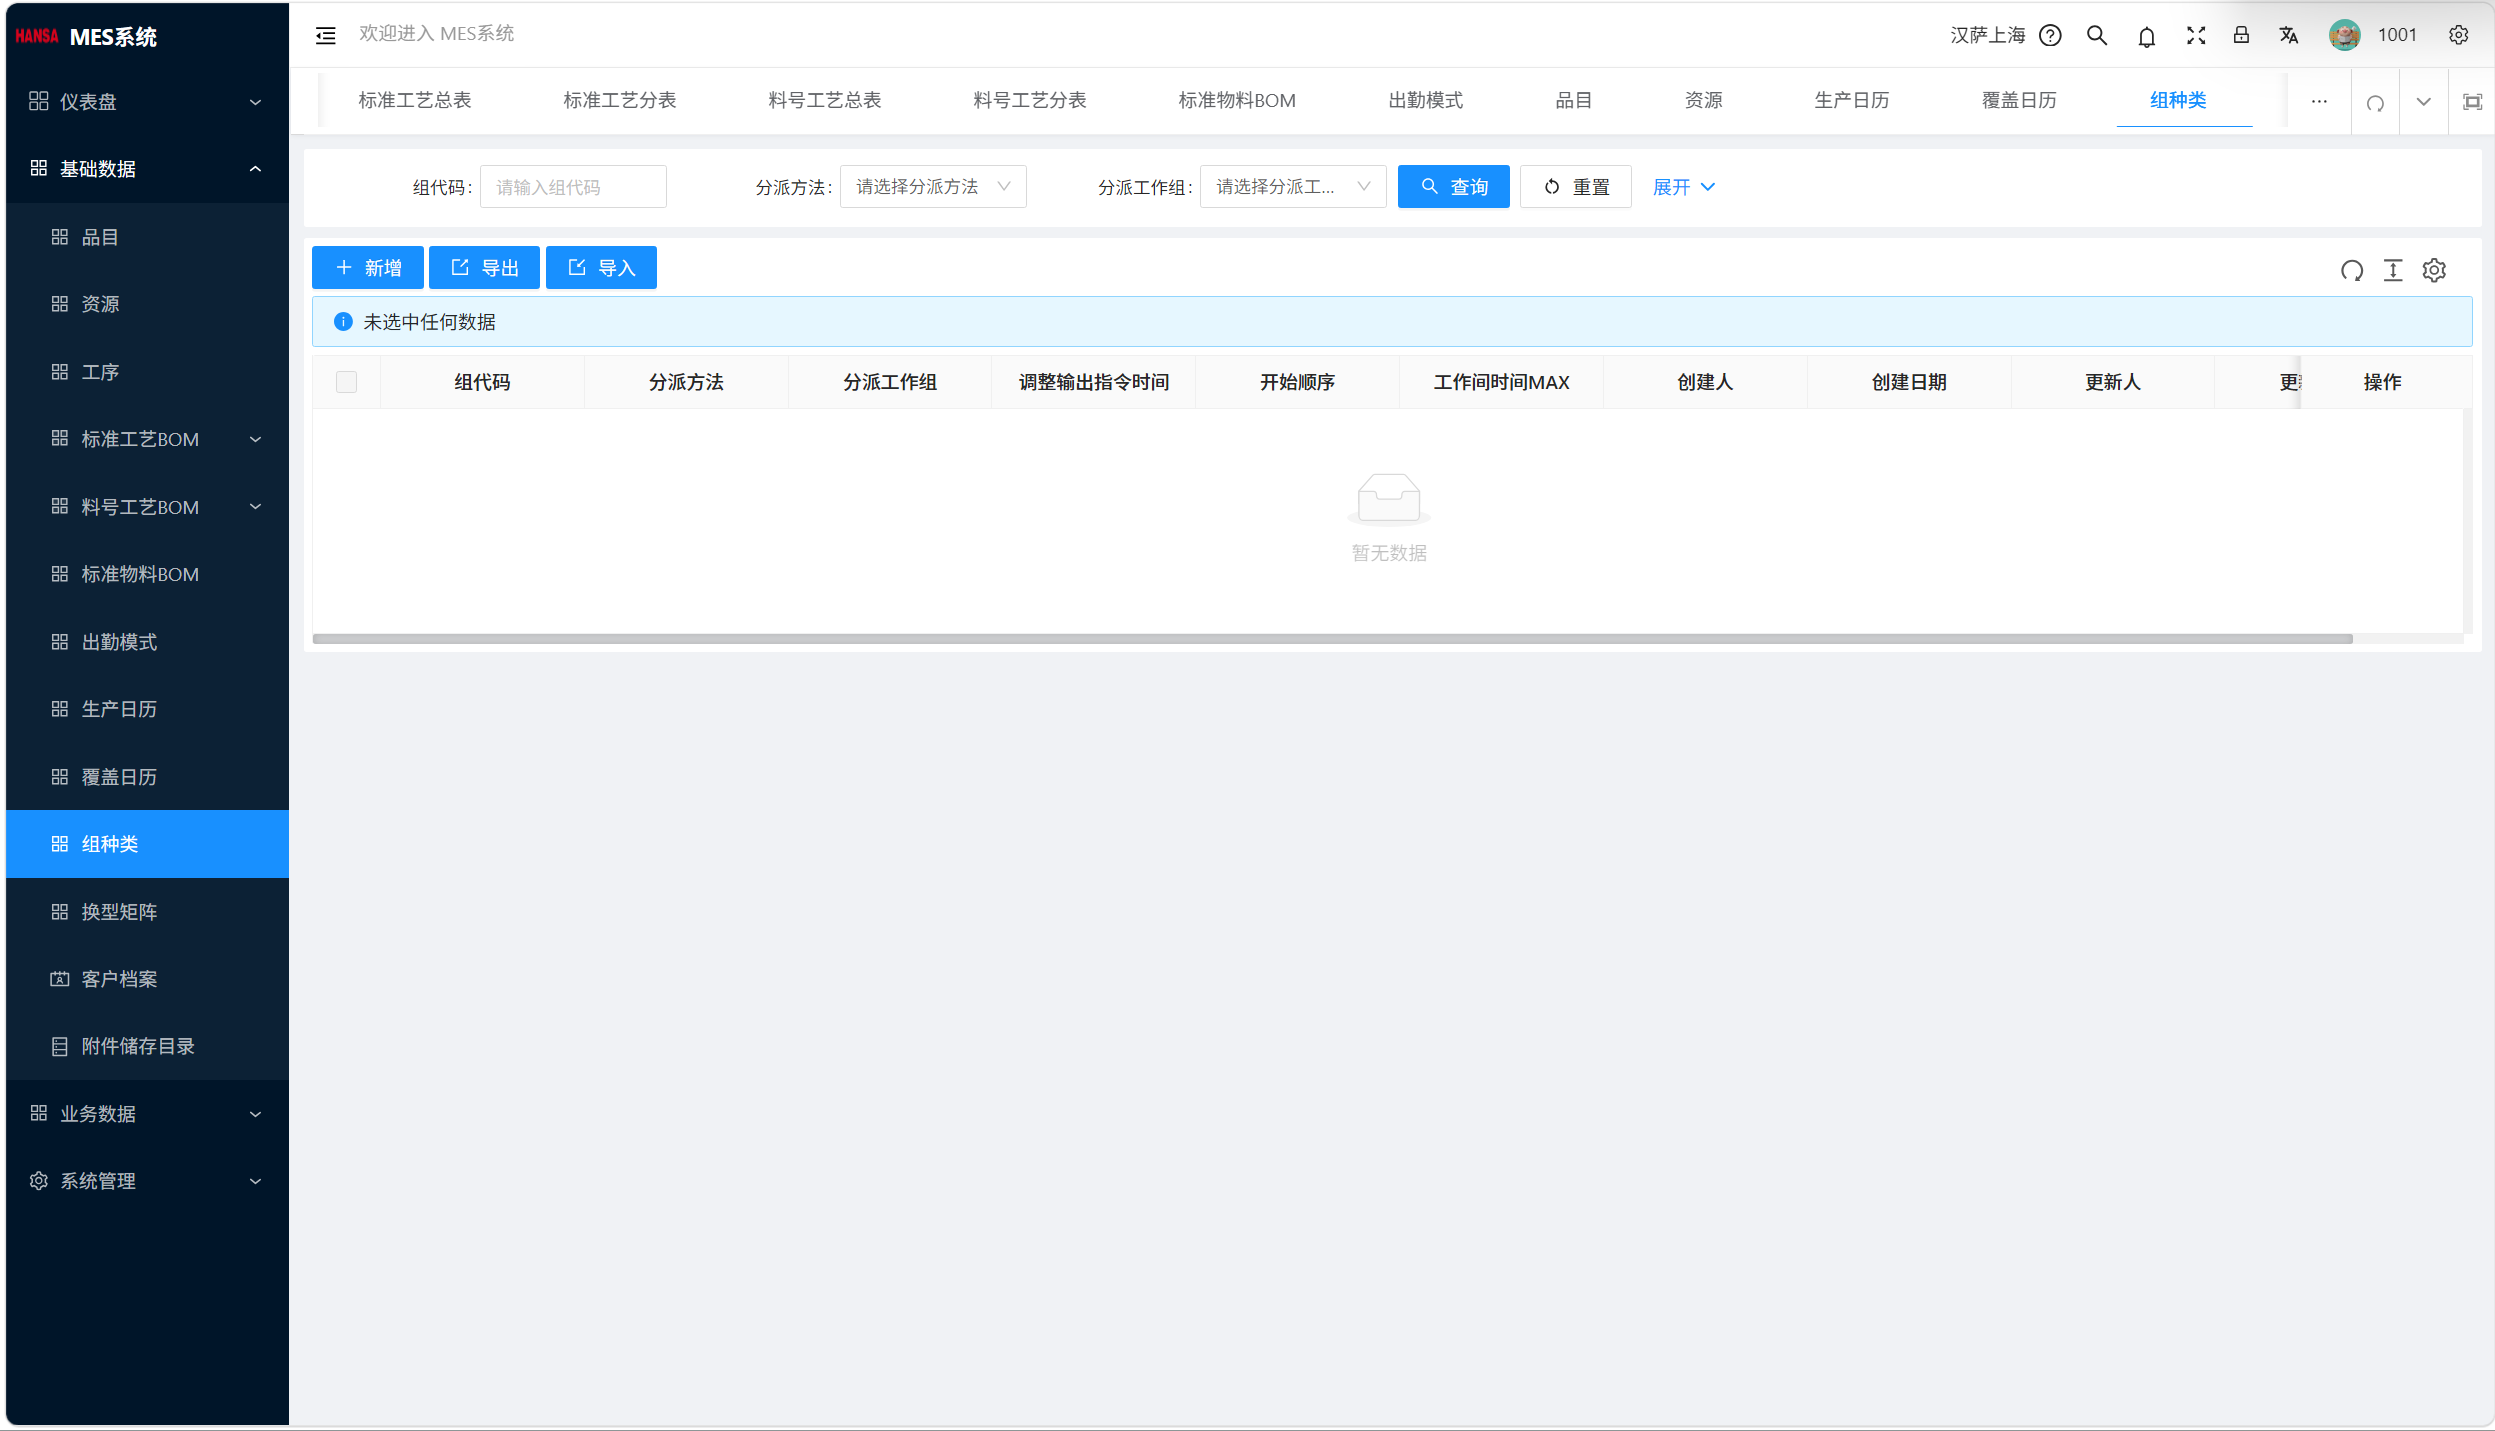 HANSA MES系统
欢迎进入 MES系统
汉萨上海
1001
仪表盘
基础数据
品目
资源
工序
标准工艺BOM
料号工艺BOM
标准物料BOM
出勤模式
生产日历
覆盖日历
组种类
换型矩阵
客户档案
附件储存目录
业务数据
系统管理
标准工艺总表 标准工艺分表 料号工艺总表 料号工艺分表 标准物料BOM 出勤模式 品目 资源 生产日历 覆盖日历 组种类 ···
组代码: 请输入组代码 分派方法: 请选择分派方法 分派工作组: 请选择分派工... 查询 重置 展开
新增 导出 导入
未选中任何数据
组代码 分派方法 分派工作组 调整输出指令时间 开始顺序 工作间时间MAX 创建人 创建日期 更新人 更 操作
暂无数据